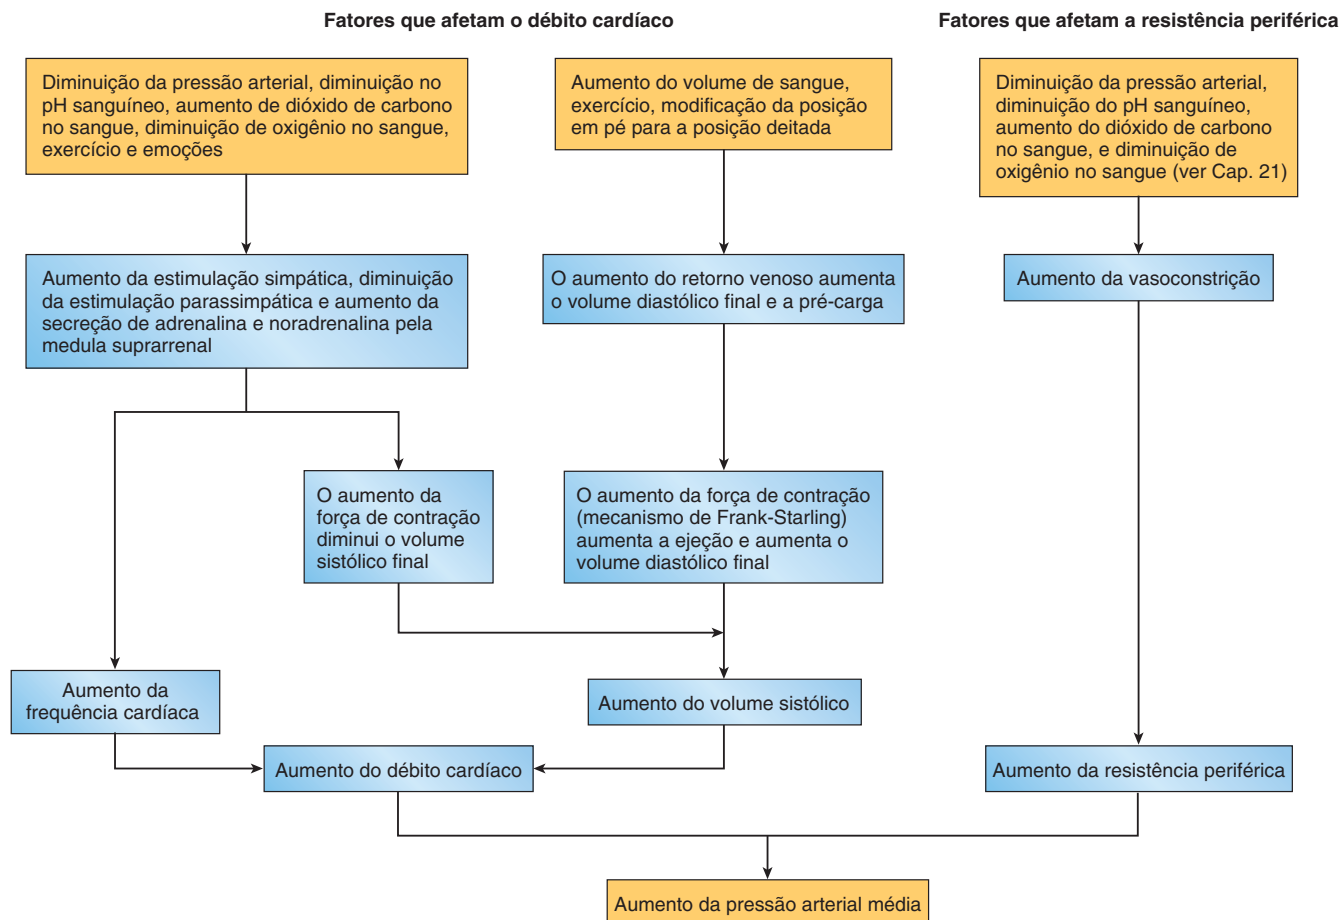 Fatores que afetam o débito cardíaco
Fatores que afetam a resistência periférica
Diminuição da pressão arterial, diminuição no
pH sanguíneo, aumento de dióxido de carbono
no sangue, diminuição de oxigênio no sangue,
exercício e emoções
Aumento do volume de sangue,
exercício, modificação da posição
em pé para a posição deitada
Diminuição da pressão arterial,
diminuição do pH sanguíneo,
aumento do dióxido de carbono
no sangue, e diminuição de
oxigênio no sangue (ver Cap. 21)
Aumento da estimulação simpática, diminuição
da estimulação parassimpática e aumento da
secreção de adrenalina e noradrenalina pela
medula suprarrenal
O aumento do retorno venoso aumenta
o volume diastólico final e a pré-carga
Aumento da vasoconstrição
O aumento da
força de contração
diminui o volume
sistólico final
O aumento da força de contração
(mecanismo de Frank-Starling)
aumenta a ejeção e aumenta o
volume diastólico final
Aumento da
frequência cardíaca
Aumento do volume sistólico
Aumento do débito cardíaco
Aumento da resistência periférica
Aumento da pressão arterial média